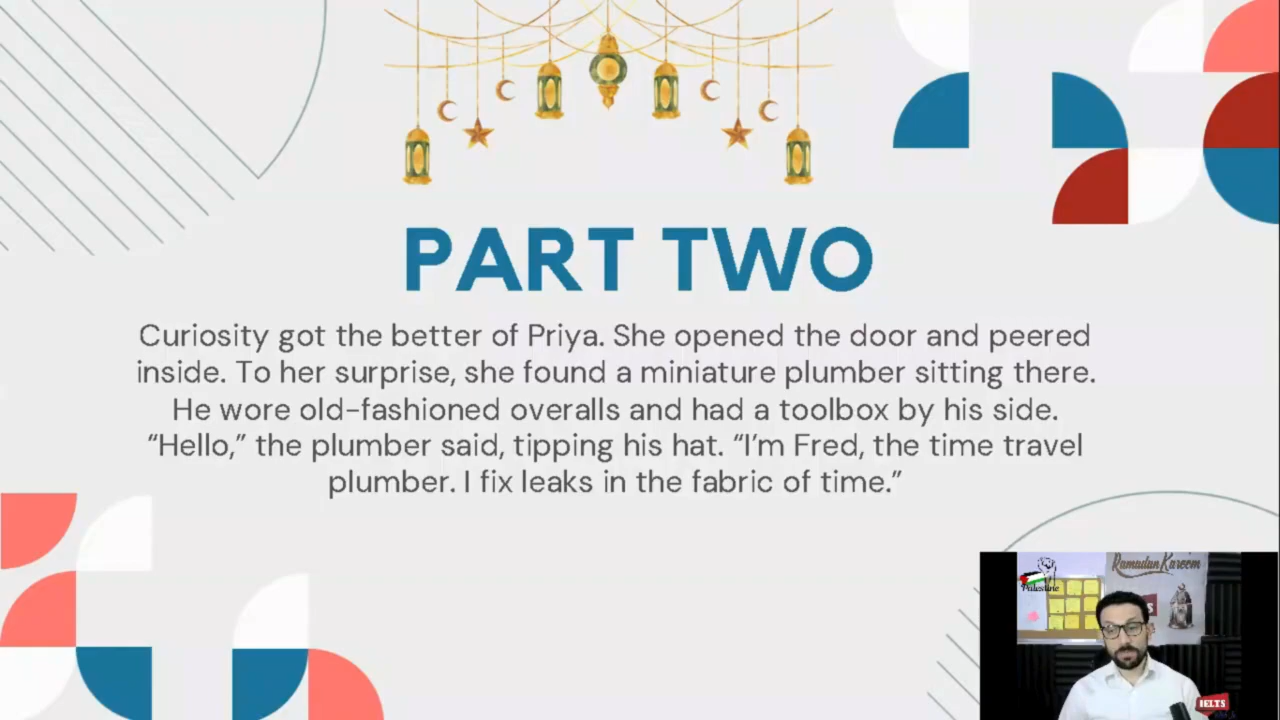 PART TWO
Curiosity got the better of Priya. She opened the door and peered
inside. To her surprise, she found a miniature plumber sitting there.
He wore old-fashioned overalls and had a toolbox by his side.
“Hello,” the plumber said, tipping his hat. “I’m Fred, the time travel
plumber. I fix leaks in the fabric of time.”
Ramadan Kareem
Palestine
IELTS